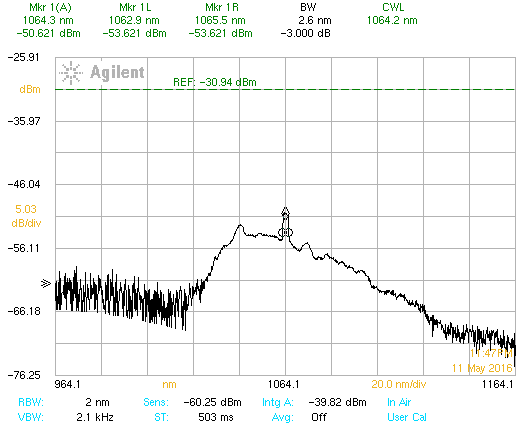 Mkr 1(A) Mkr 1L Mkr 1R BW CWL
1064.3 nm 1062.9 nm 1065.5 nm 2.6 nm 1064.2 nm
-50.621 dBm -53.621 dBm -53.621 dBm -3.000 dB
-25.91
Agilent
dBm REF: -30.94 dBm
-35.97
-46.04
5.03
dB/div
-56.11
-66.18
11 May 2016
-76.25
964.1 nm 1064.1 20.0 nm/div 1164.1
RBW: 2 nm Sens: -60.25 dBm Intg A: -39.82 dBm In Air
VBW: 2.1 kHz ST: 503 ms Avg: Off User Cal